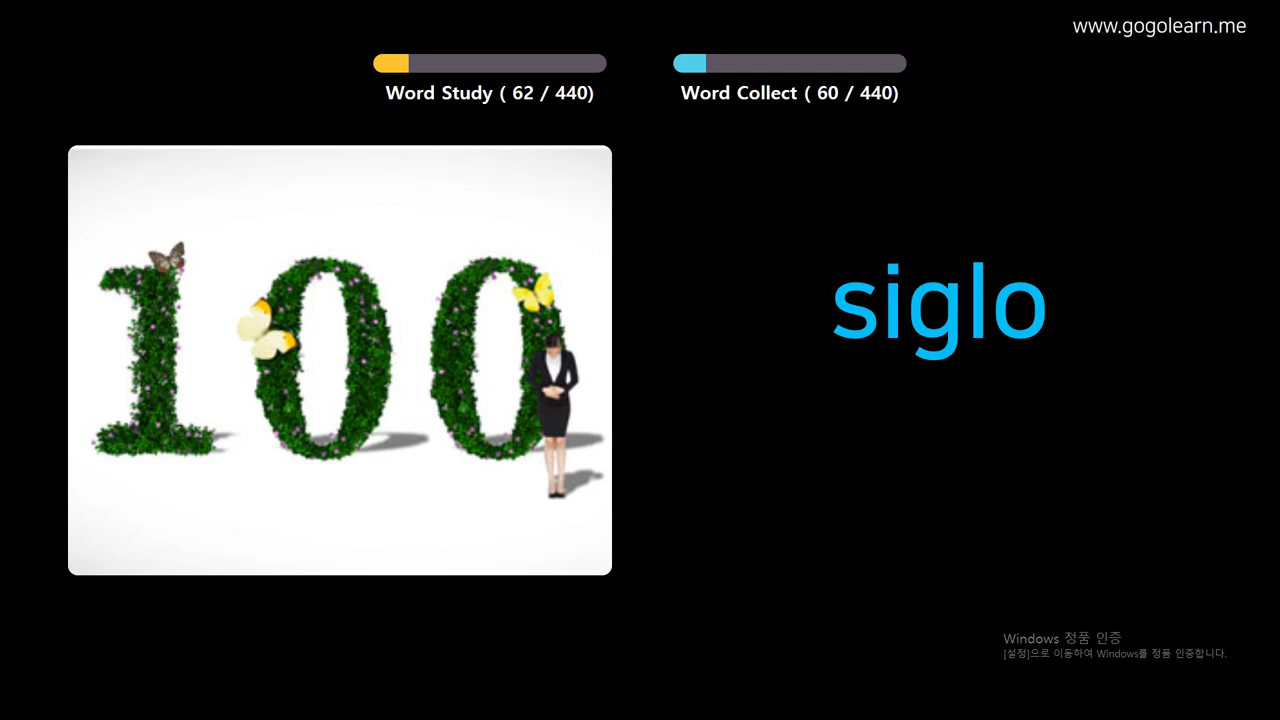 www.gogolearn.me
Word Study ( 62 / 440)
Word Collect ( 60 / 440)
100
siglo
Windows 정품 인증
[설정]으로 이동하여 Windows를 정품 인증합니다.